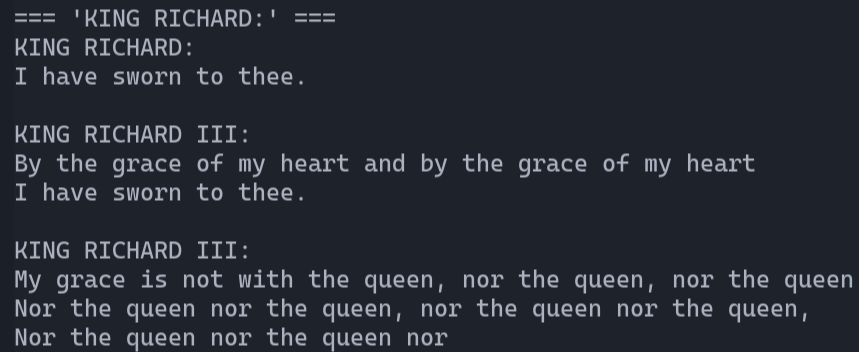 === 'KING RICHARD:' ===
KING RICHARD:
I have sworn to thee.
KING RICHARD III:
By the grace of my heart and by the grace of my heart
I have sworn to thee.
KING RICHARD III:
My grace is not with the queen, nor the queen, nor the queen
Nor the queen nor the queen, nor the queen nor the queen,
Nor the queen nor the queen nor